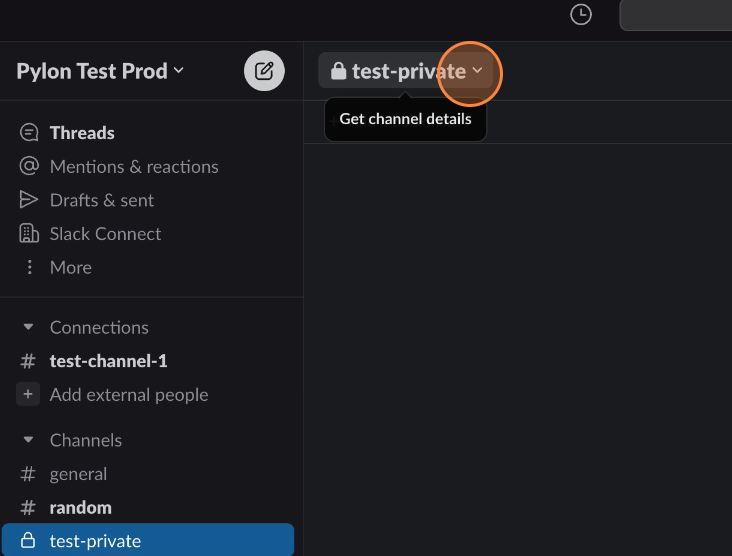 Pylon Test Prod
test-private
Get channel details
Threads
Mentions & reactions
Drafts & sent
Slack Connect
More
Connections
# test-channel-1
+ Add external people
Channels
# general
# random
test-private